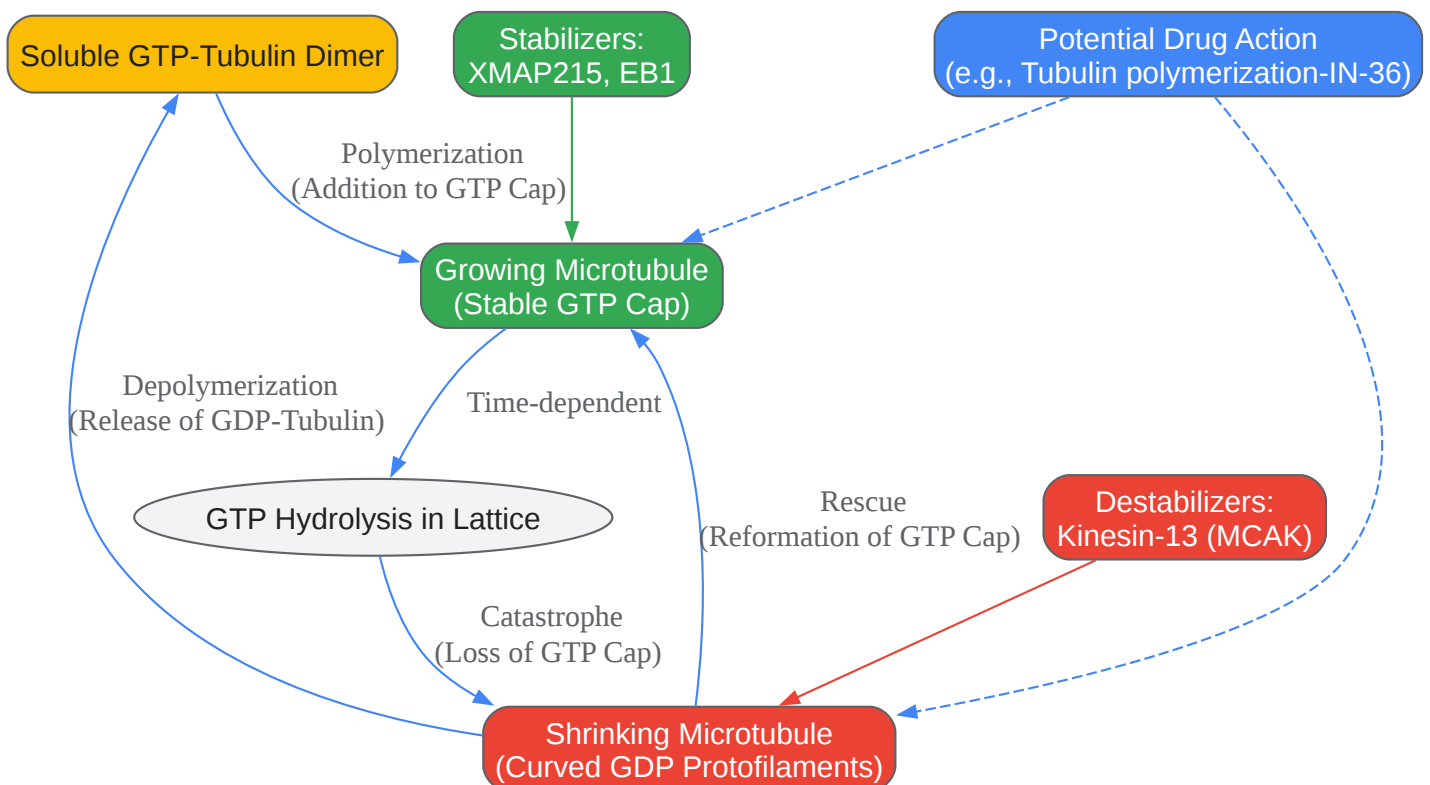 Soluble GTP-Tubulin Dimer
Stabilizers:
XMAP215, EB1
Potential Drug Action
(e.g., Tubulin polymerization-IN-36)
Polymerization
(Addition to GTP Cap)
Growing Microtubule
(Stable GTP Cap)
Depolymerization
(Release of GDP-Tubulin)
Time-dependent
GTP Hydrolysis in Lattice
Rescue
(Reformation of GTP Cap)
Destabilizers:
Kinesin-13 (MCAK)
Catastrophe
(Loss of GTP Cap)
Shrinking Microtubule
(Curved GDP Protofilaments)